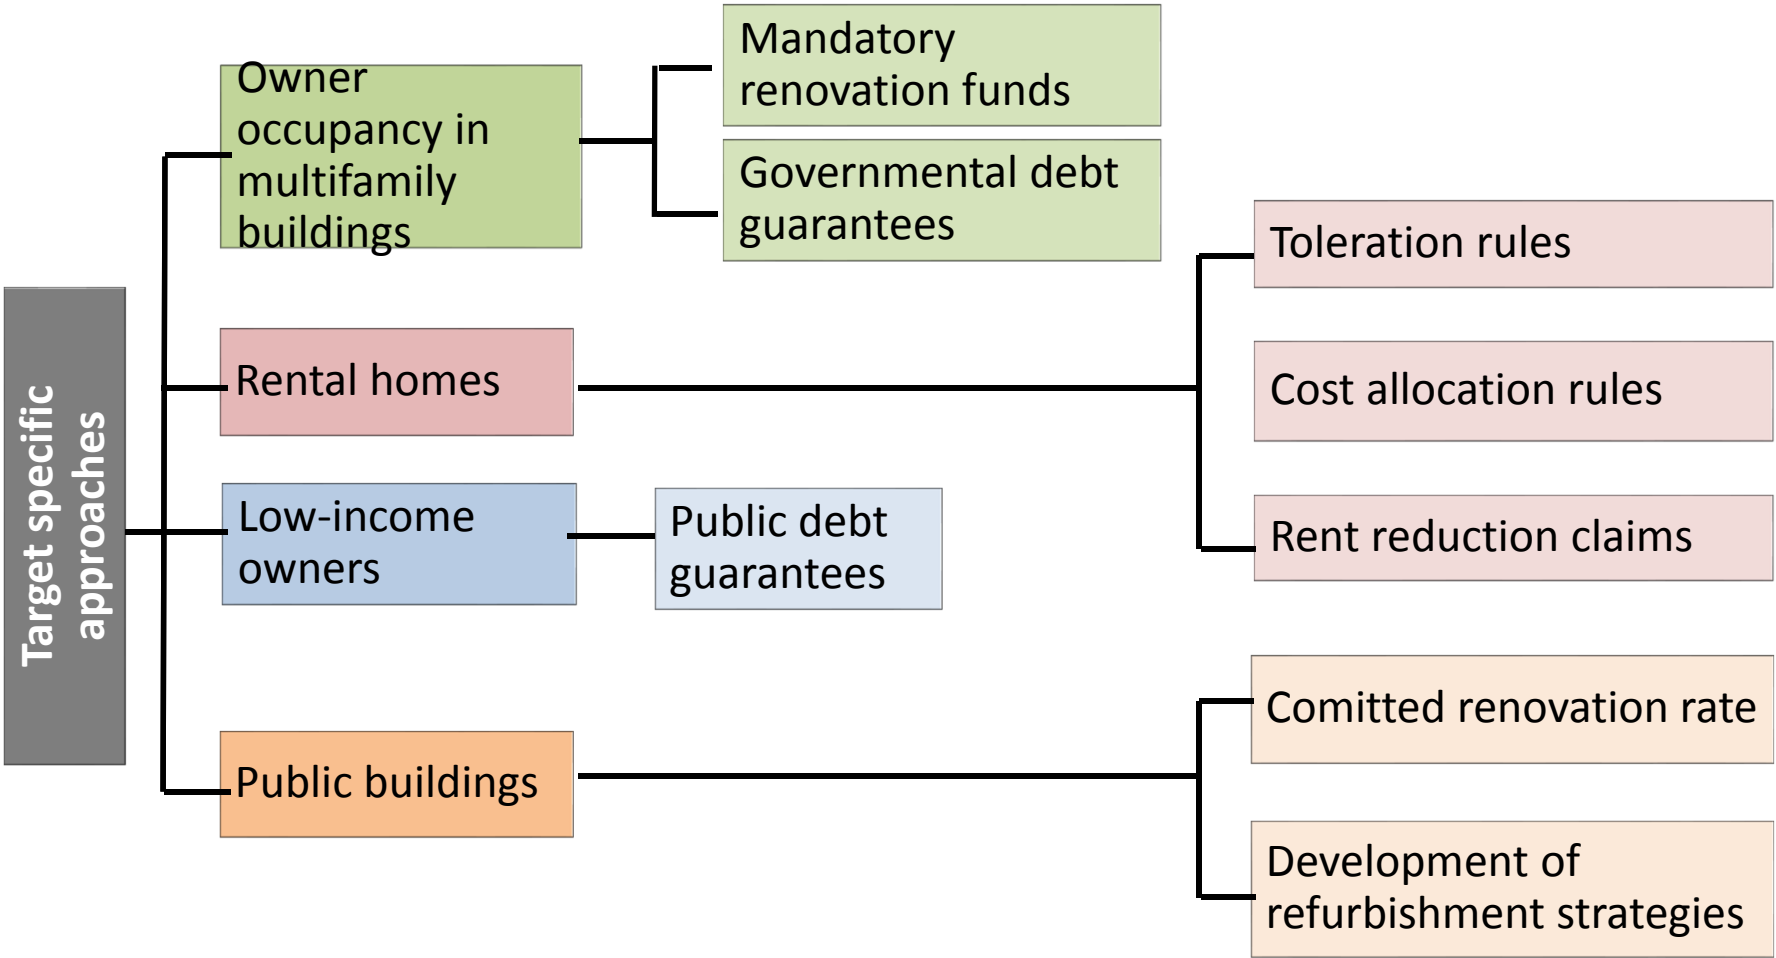 Target specific
approaches
Owner
occupancy in
multifamily
buildings
Mandatory
renovation funds
Governmental debt
guarantees
Rental homes
Toleration rules
Cost allocation rules
Rent reduction claims
Low-income
owners
Public debt
guarantees
Public buildings
Comitted renovation rate
Development of
refurbishment strategies